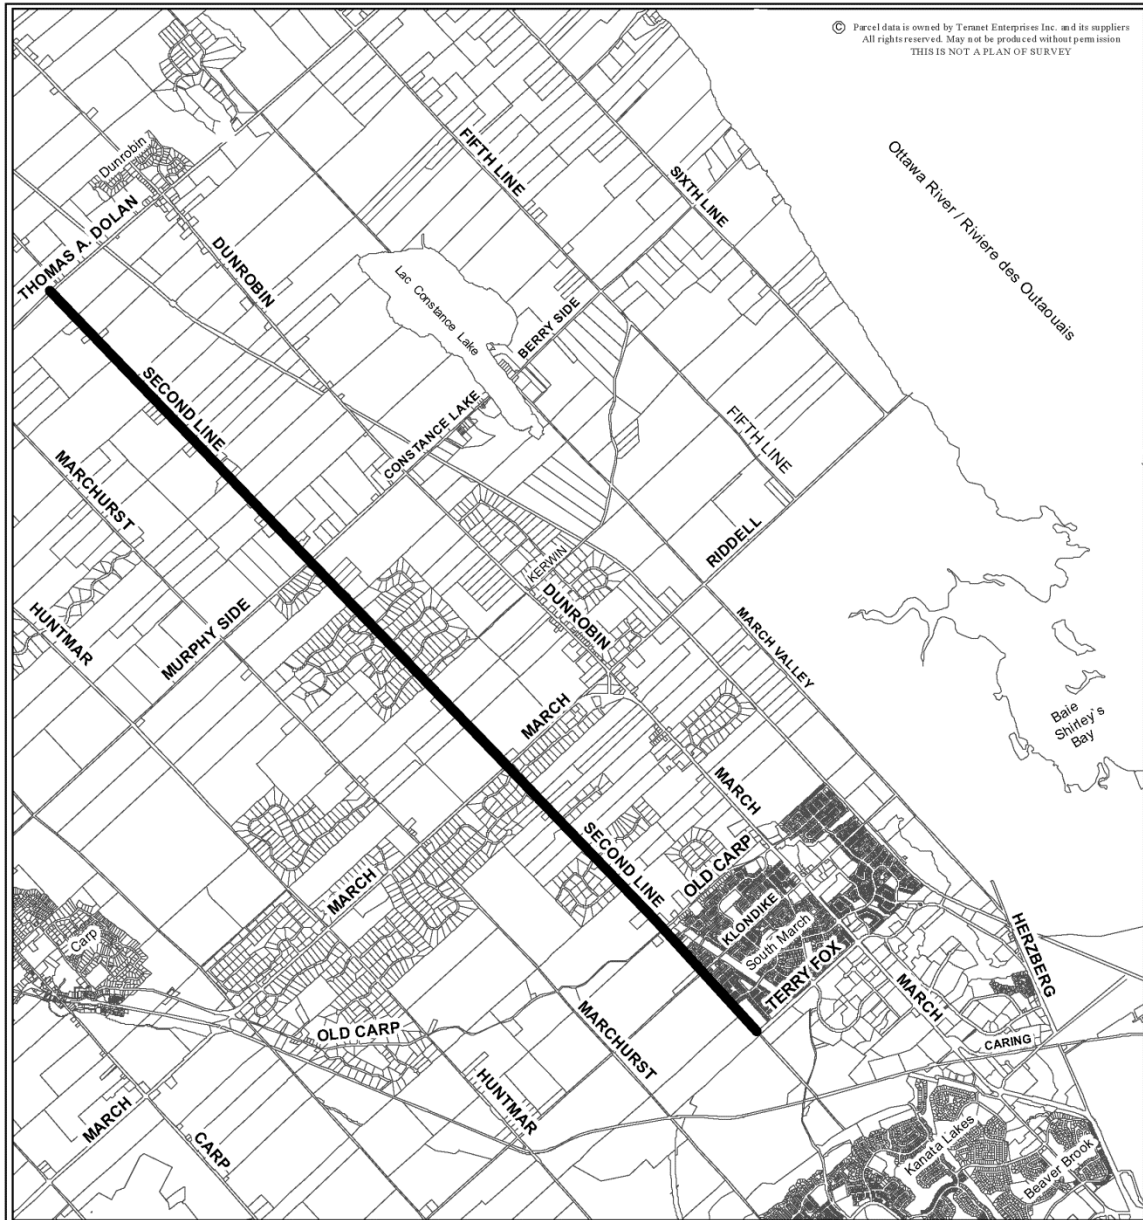 © Parcel data is owned by Teranet Enterprises Inc. and its suppliers
All rights reserved. May not be produced without permission
THIS IS NOT A PLAN OF SURVEY
Dunrobin
FIFTH LINE
SIXTH LINE
Ottawa River / Riviere des Outaouais
THOMAS A. DOLAN
DUNROBIN
Lac Constance Lake
BERRY SIDE
SECOND LINE
CONSTANCE LAKE
FIFTH LINE
MARCHURST
RIDDELL
KERWIN
HUNTMAR
MURPHY SIDE
DUNROBIN
MARCH VALLEY
MARCH
Baie
Shirley's
Bay
MARCH
SECOND LINE
OLD CARP
MARCH
KLONDIKE
Carp
South March
HERZBERG
TERRY FOX
MARCH
OLD CARP
MARCHURST
CARING
HUNTMAR
MARCH
CARP
Kanata Lakes
Beaver Brook